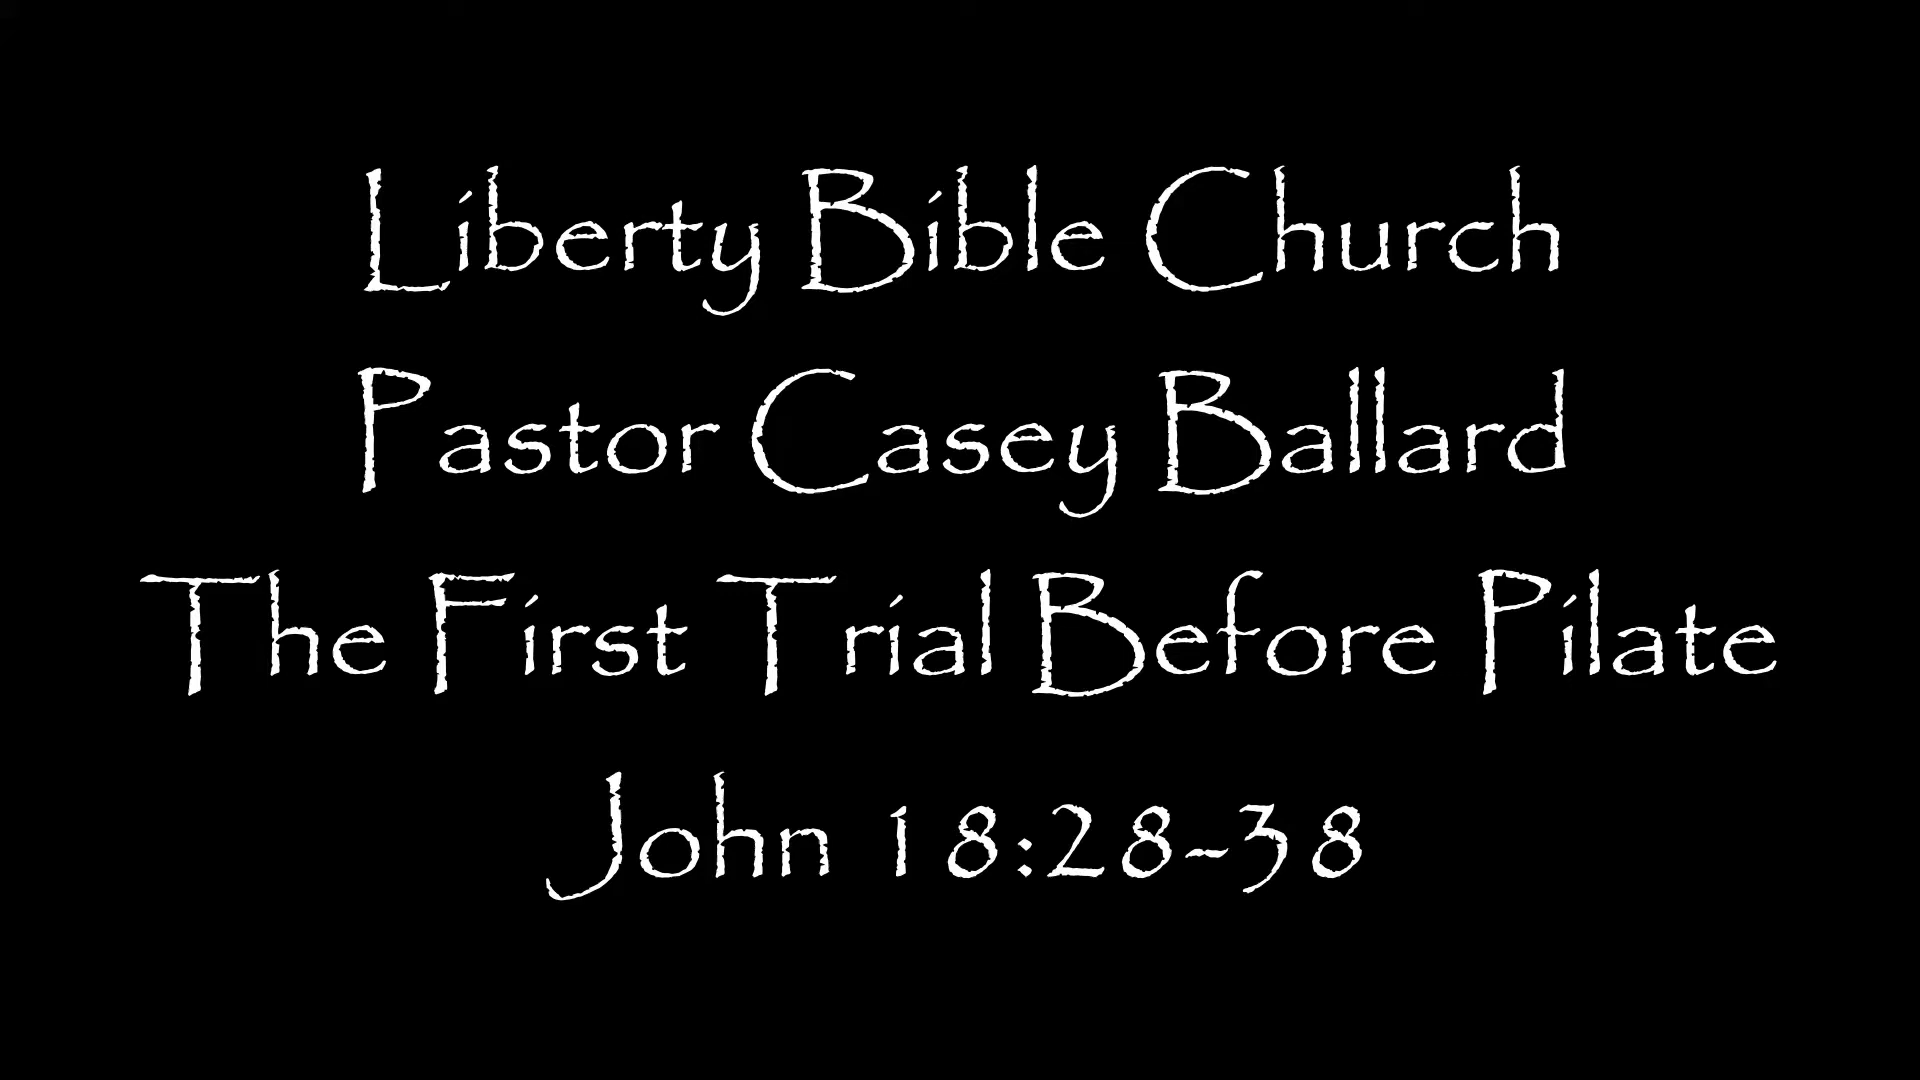 Liberty Bible Church
Pastor Casey Ballard
The First Trial Before Pilate
John 18:28-38